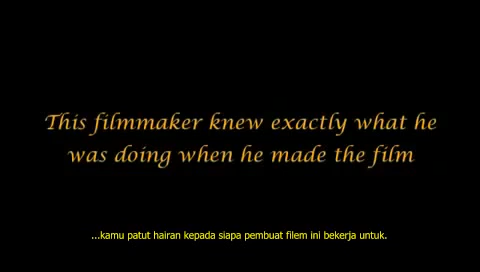 This filmmaker knew exactly what he
was doing when he made the film
...kamu patut hairan kepada siapa pembuat filem ini bekerja untuk.